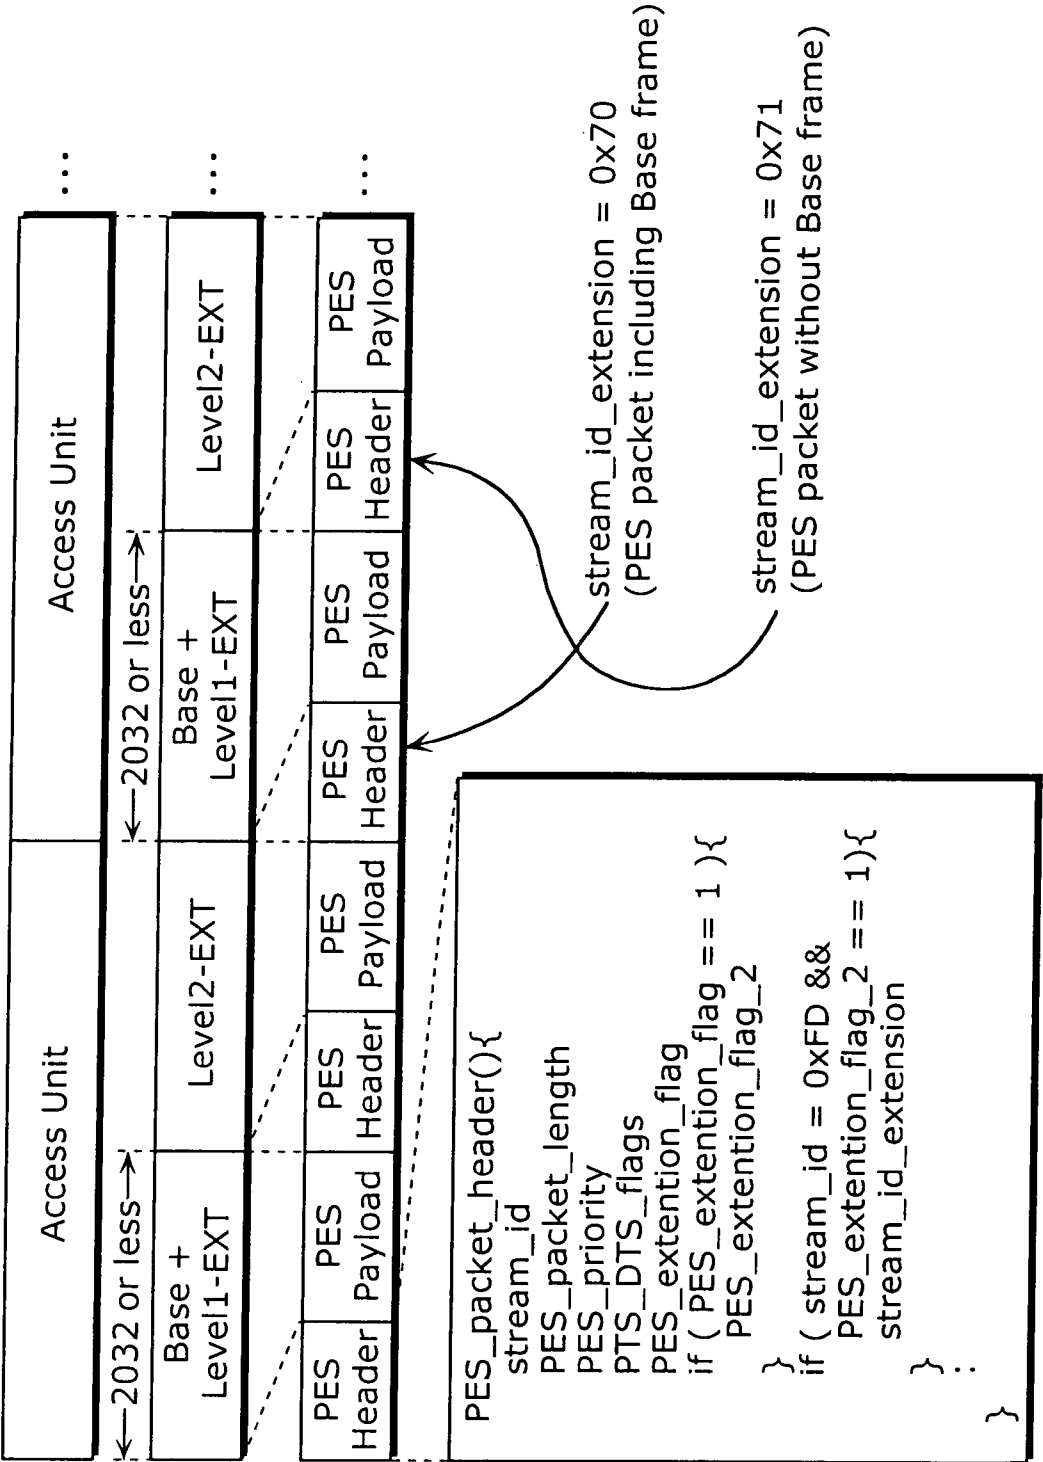 Access Unit
Access Unit
...
2032 or less
2032 or less
Base +
Level1-EXT
Level2-EXT
Base +
Level1-EXT
Level2-EXT
...
PES
Header
PES
Payload
PES
Header
PES
Payload
PES
Header
PES
Payload
PES
Header
PES
Payload
...
PES_packet_header(){
stream_id
PES_packet_length
PES_priority
PTS_DTS_flags
PES_extention_flag
if ( PES_extention_flag == 1 ){
PES_extention_flag_2
}
if ( stream_id = 0xFD &&
PES_extention_flag_2 == 1){
stream_id_extension
}
:
}
stream_id_extension = 0x70
(PES packet including Base frame)
stream_id_extension = 0x71
(PES packet without Base frame)